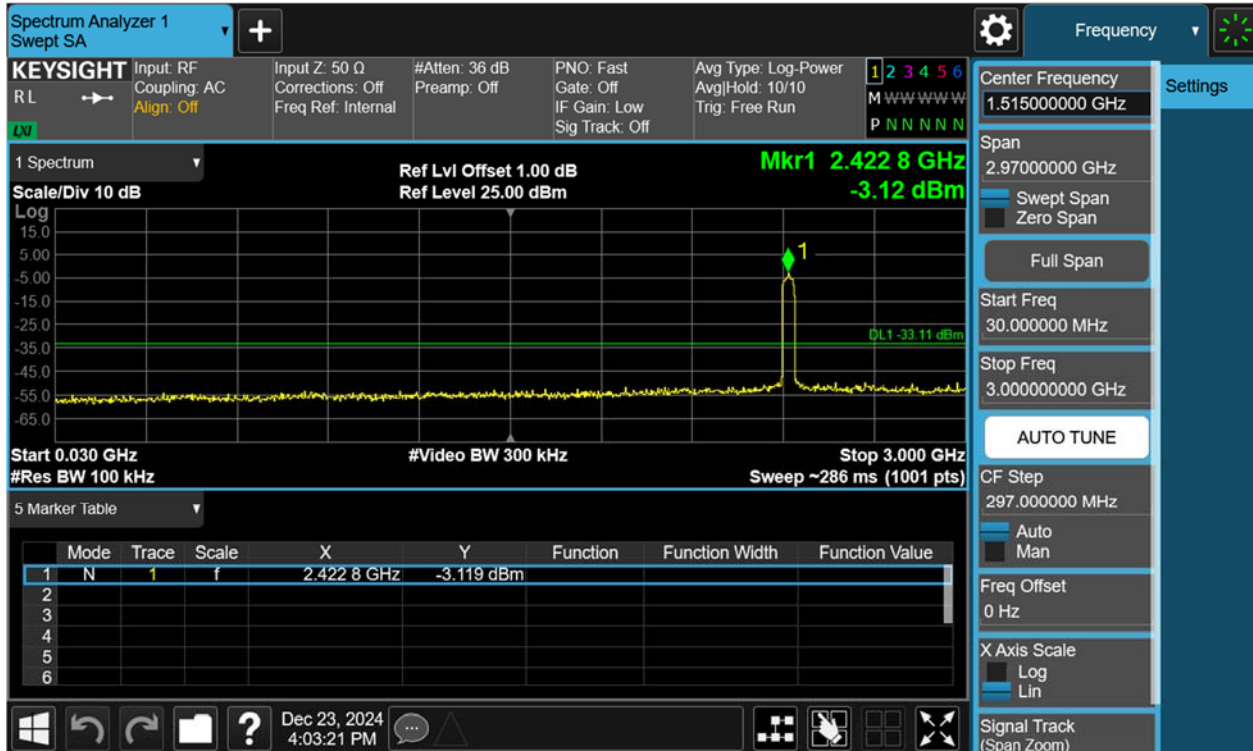 Spectrum Analyzer 1
Swept SA
Frequency
KEYSIGHT
RL
LXI
Input: RF
Coupling: AC
Align: Off
Input Z: 50 Ω
Corrections: Off
Freq Ref: Internal
#Atten: 36 dB
Preamp: Off
PNO: Fast
Gate: Off
IF Gain: Low
Sig Track: Off
Avg Type: Log-Power
Avg|Hold: 10/10
Trig: Free Run
1 2 3 4 5 6
M W W W W W
P N N N N N
1 Spectrum
Scale/Div 10 dB
Ref Lvl Offset 1.00 dB
Ref Level 25.00 dBm
Mkr1 2.422 8 GHz
-3.12 dBm
Log
15.0
5.00
-5.00
-15.0
-25.0
-35.0
-45.0
-55.0
-65.0
1
DL1 -33.11 dBm
Start 0.030 GHz
#Video BW 300 kHz
Stop 3.000 GHz
#Res BW 100 kHz
Sweep ~286 ms (1001 pts)
5 Marker Table
Mode Trace Scale X Y Function Function Width Function Value
1 N 1 f 2.422 8 GHz -3.119 dBm
2
3
4
5
6
?
Dec 23, 2024
4:03:21 PM
Center Frequency
1.515000000 GHz
Settings
Span
2.97000000 GHz
Swept Span
Zero Span
Full Span
Start Freq
30.000000 MHz
Stop Freq
3.000000000 GHz
AUTO TUNE
CF Step
297.000000 MHz
Auto
Man
Freq Offset
0 Hz
X Axis Scale
Log
Lin
Signal Track
(Span Zoom)